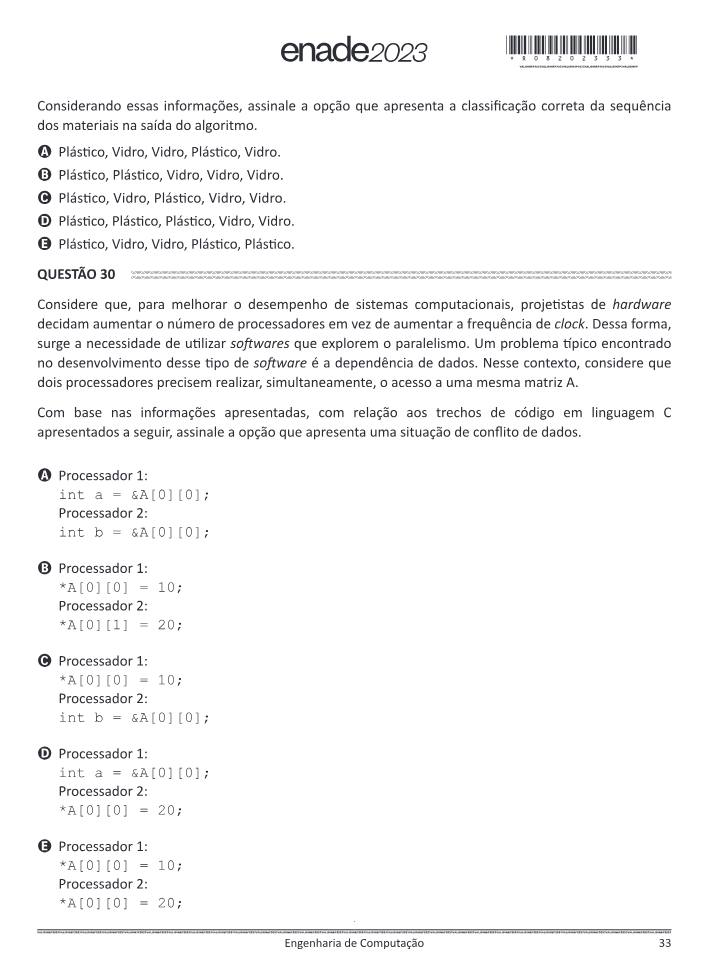 enade2023
*R08202333*
Considerando essas informações, assinale a opção que apresenta a classificação correta da sequência
dos materiais na saída do algoritmo.
A Plástico, Vidro, Vidro, Plástico, Vidro.
B Plástico, Plástico, Vidro, Vidro, Vidro.
C Plástico, Vidro, Plástico, Vidro, Vidro.
D Plástico, Plástico, Plástico, Vidro, Vidro.
E Plástico, Vidro, Vidro, Plástico, Plástico.
QUESTÃO 30
Considere que, para melhorar o desempenho de sistemas computacionais, projetistas de hardware
decidam aumentar o número de processadores em vez de aumentar a frequência de clock. Dessa forma,
surge a necessidade de utilizar softwares que explorem o paralelismo. Um problema típico encontrado
no desenvolvimento desse tipo de software é a dependência de dados. Nesse contexto, considere que
dois processadores precisem realizar, simultaneamente, o acesso a uma mesma matriz A.
Com base nas informações apresentadas, com relação aos trechos de código em linguagem C
apresentados a seguir, assinale a opção que apresenta uma situação de conflito de dados.
A Processador 1:
int a = &A[0][0];
Processador 2:
int b = &A[0][0];
B Processador 1:
*A[0][0] = 10;
Processador 2:
*A[0][1] = 20;
C Processador 1:
*A[0][0] = 10;
Processador 2:
int b = &A[0][0];
D Processador 1:
int a = &A[0][0];
Processador 2:
*A[0][0] = 20;
E Processador 1:
*A[0][0] = 10;
Processador 2:
*A[0][0] = 20;
Engenharia de Computação
33